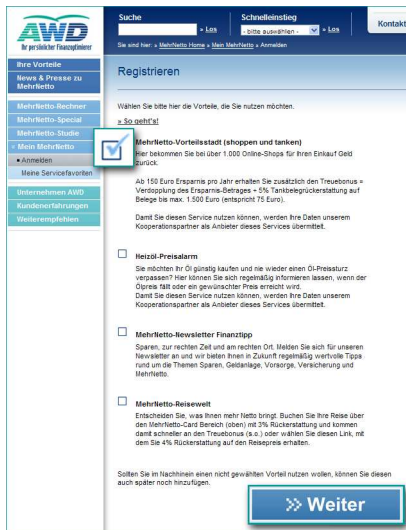 AWD
Ihr persönlicher Finanzoptimierer
Suche
» Los
Schnelleinstieg
- bitte auswählen -
» Los
Kontakt
Sie sind hier: » MehrNetto Home » Mein MehrNetto » Anmelden
Ihre Vorteile
News & Presse zu
MehrNetto
MehrNetto-Rechner
MehrNetto-Special
MehrNetto-Studie
Mein MehrNetto
Anmelden
Meine Servicefavoriten
Unternehmen AWD
Kundenerfahrungen
Weiterempfehlen
Registrieren
Wählen Sie bitte hier die Vorteile, die Sie nutzen möchten.
» So geht's!
MehrNetto-Vorteilsstadt (shoppen und tanken)
Hier bekommen Sie bei über 1.000 Online-Shops für Ihren Einkauf Geld
zurück.
Ab 150 Euro Ersparnis pro Jahr erhalten Sie zusätzlich den Treuebonus =
Verdopplung des Ersparnis-Betrages + 5% Tankbelegrückerstattung auf
Belege bis max. 1.500 Euro (entspricht 75 Euro).
Damit Sie diesen Service nutzen können, werden Ihre Daten unserem
Kooperationspartner als Anbieter dieses Services übermittelt.
Heizöl-Preisalarm
Sie möchten Ihr Öl günstig kaufen und nie wieder einen Öl-Preissturz
verpassen? Hier können Sie sich regelmäßig informieren lassen, wenn der
Ölpreis fällt oder ein gewünschter Preis erreicht wird.
Damit Sie diesen Service nutzen können, werden Ihre Daten unserem
Kooperationspartner als Anbieter dieses Services übermittelt.
MehrNetto-Newsletter Finanztipp
Sparen, zur rechten Zeit und am rechten Ort. Melden Sie sich für unseren
Newsletter an und wir bieten Ihnen in Zukunft regelmäßig wertvolle Tipps
rund um die Themen Sparen, Geldanlage, Vorsorge, Versicherung und
MehrNetto.
MehrNetto-Reisewelt
Entscheiden Sie, was Ihnen mehr Netto bringt. Buchen Sie Ihre Reise über
den MehrNetto-Card Bereich (oben) mit 3% Rückerstattung und kommen
damit schneller an den Treuebonus (s.o.) oder wählen Sie diesen Link, mit
dem Sie 4% Rückerstattung auf den Reisepreis erhalten.
Sollten Sie im Nachhinein einen nicht gewählten Vorteil nutzen wollen, können Sie diesen
auch später noch hinzufügen.
» Weiter